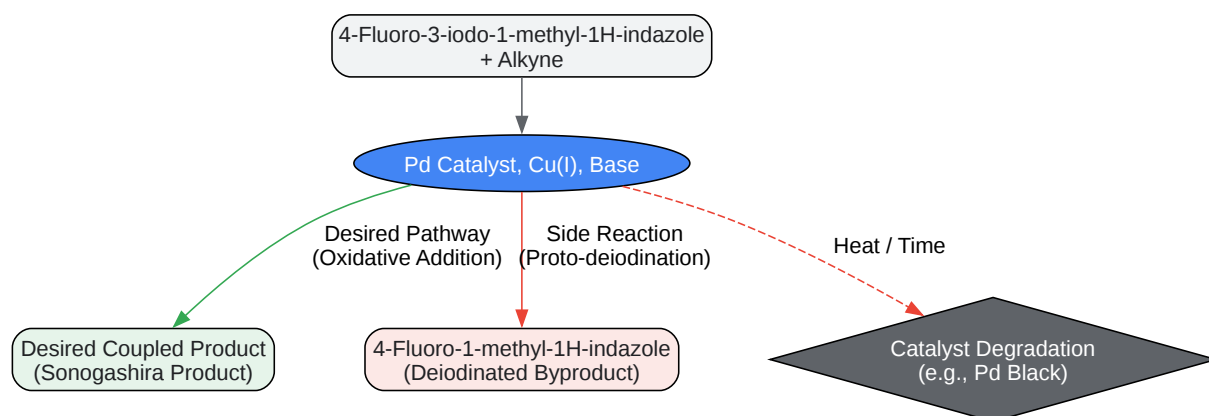 4-Fluoro-3-iodo-1-methyl-1H-indazole
+ Alkyne
Pd Catalyst, Cu(I), Base
Desired Pathway
(Oxidative Addition)
Side Reaction
(Proto-deiodination)
Heat / Time
Desired Coupled Product
(Sonogashira Product)
4-Fluoro-1-methyl-1H-indazole
(Deiodinated Byproduct)
Catalyst Degradation
(e.g., Pd Black)